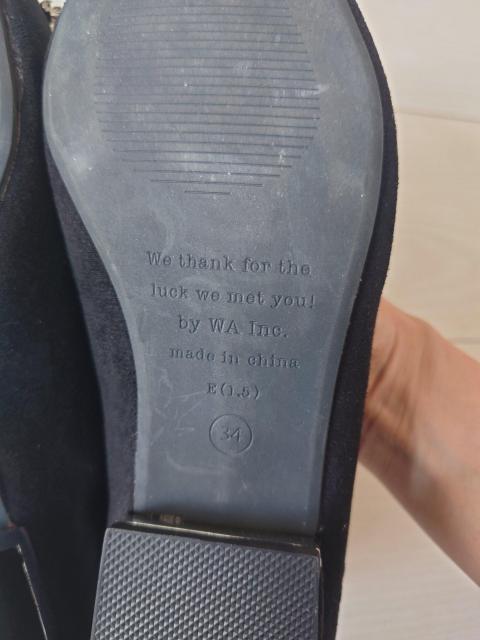 We thank for the
luck we met you!
by WA Inc.
made in china
E(1.5)
34